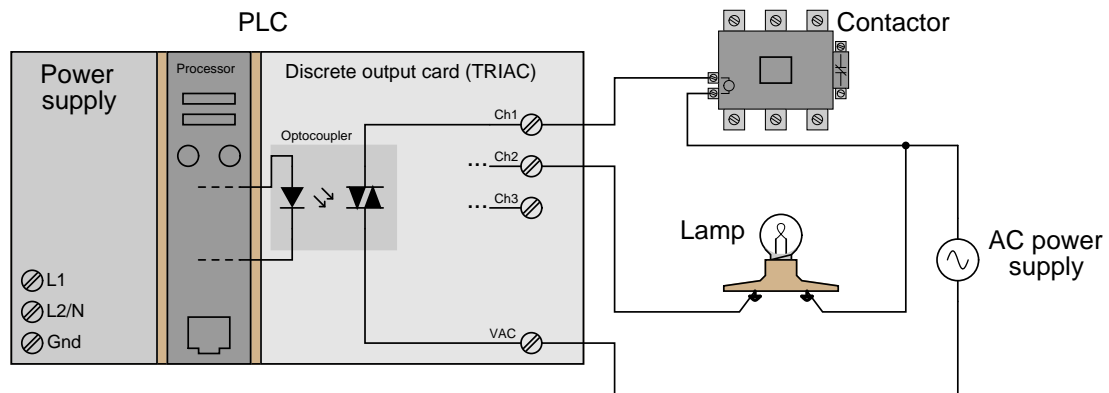 PLC
Contactor
Power
supply
Processor
Discrete output card (TRIAC)
Ch1
Optocoupler
Ch2
...
Ch3
...
Lamp
AC power
supply
L1
L2/N
Gnd
VAC